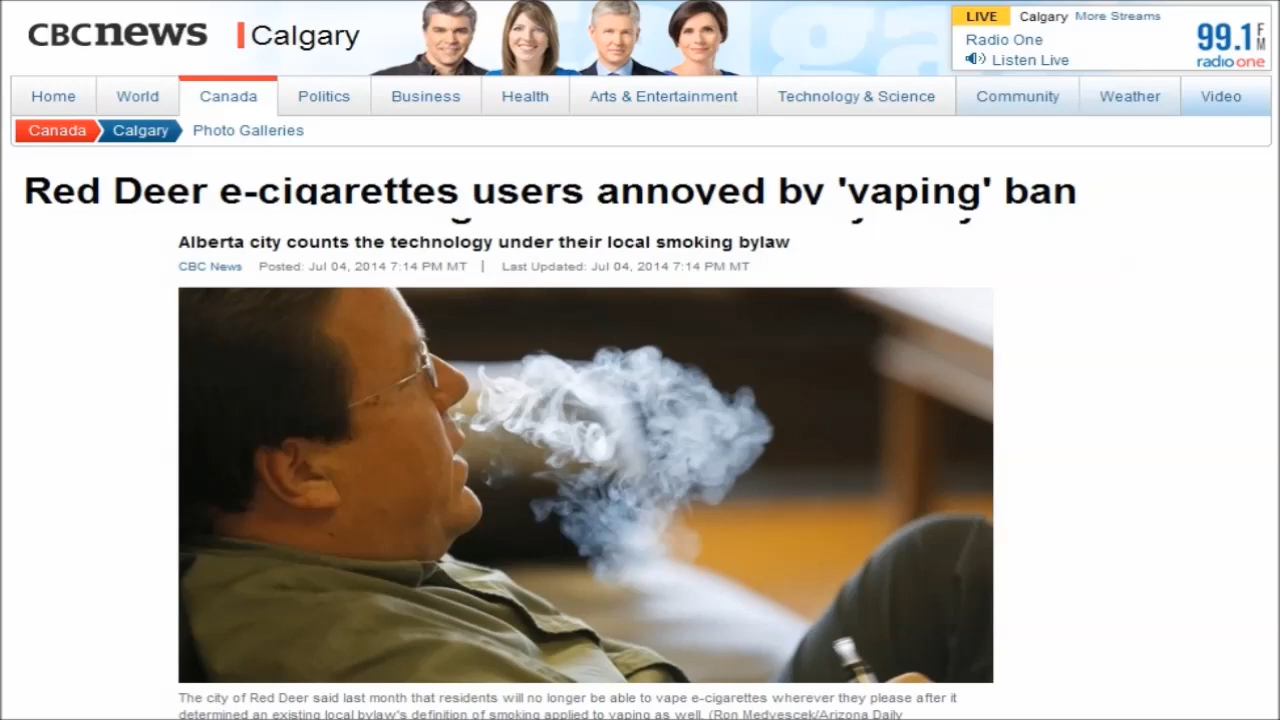 CBCnews | Calgary
LIVE Calgary More Streams
Radio One
Listen Live
99.1 FM
radio one
Home World Canada Politics Business Health Arts & Entertainment Technology & Science Community Weather Video
Canada Calgary Photo Galleries
Red Deer e-cigarettes users annoyed by 'vaping' ban
Alberta city counts the technology under their local smoking bylaw
CBC News Posted: Jul 04, 2014 7:14 PM MT | Last Updated: Jul 04, 2014 7:14 PM MT
The city of Red Deer said last month that residents will no longer be able to vape e-cigarettes wherever they please after it
determined an existing local bylaw's definition of smoking applied to vaping as well. (Ron Medvescek/Arizona Daily